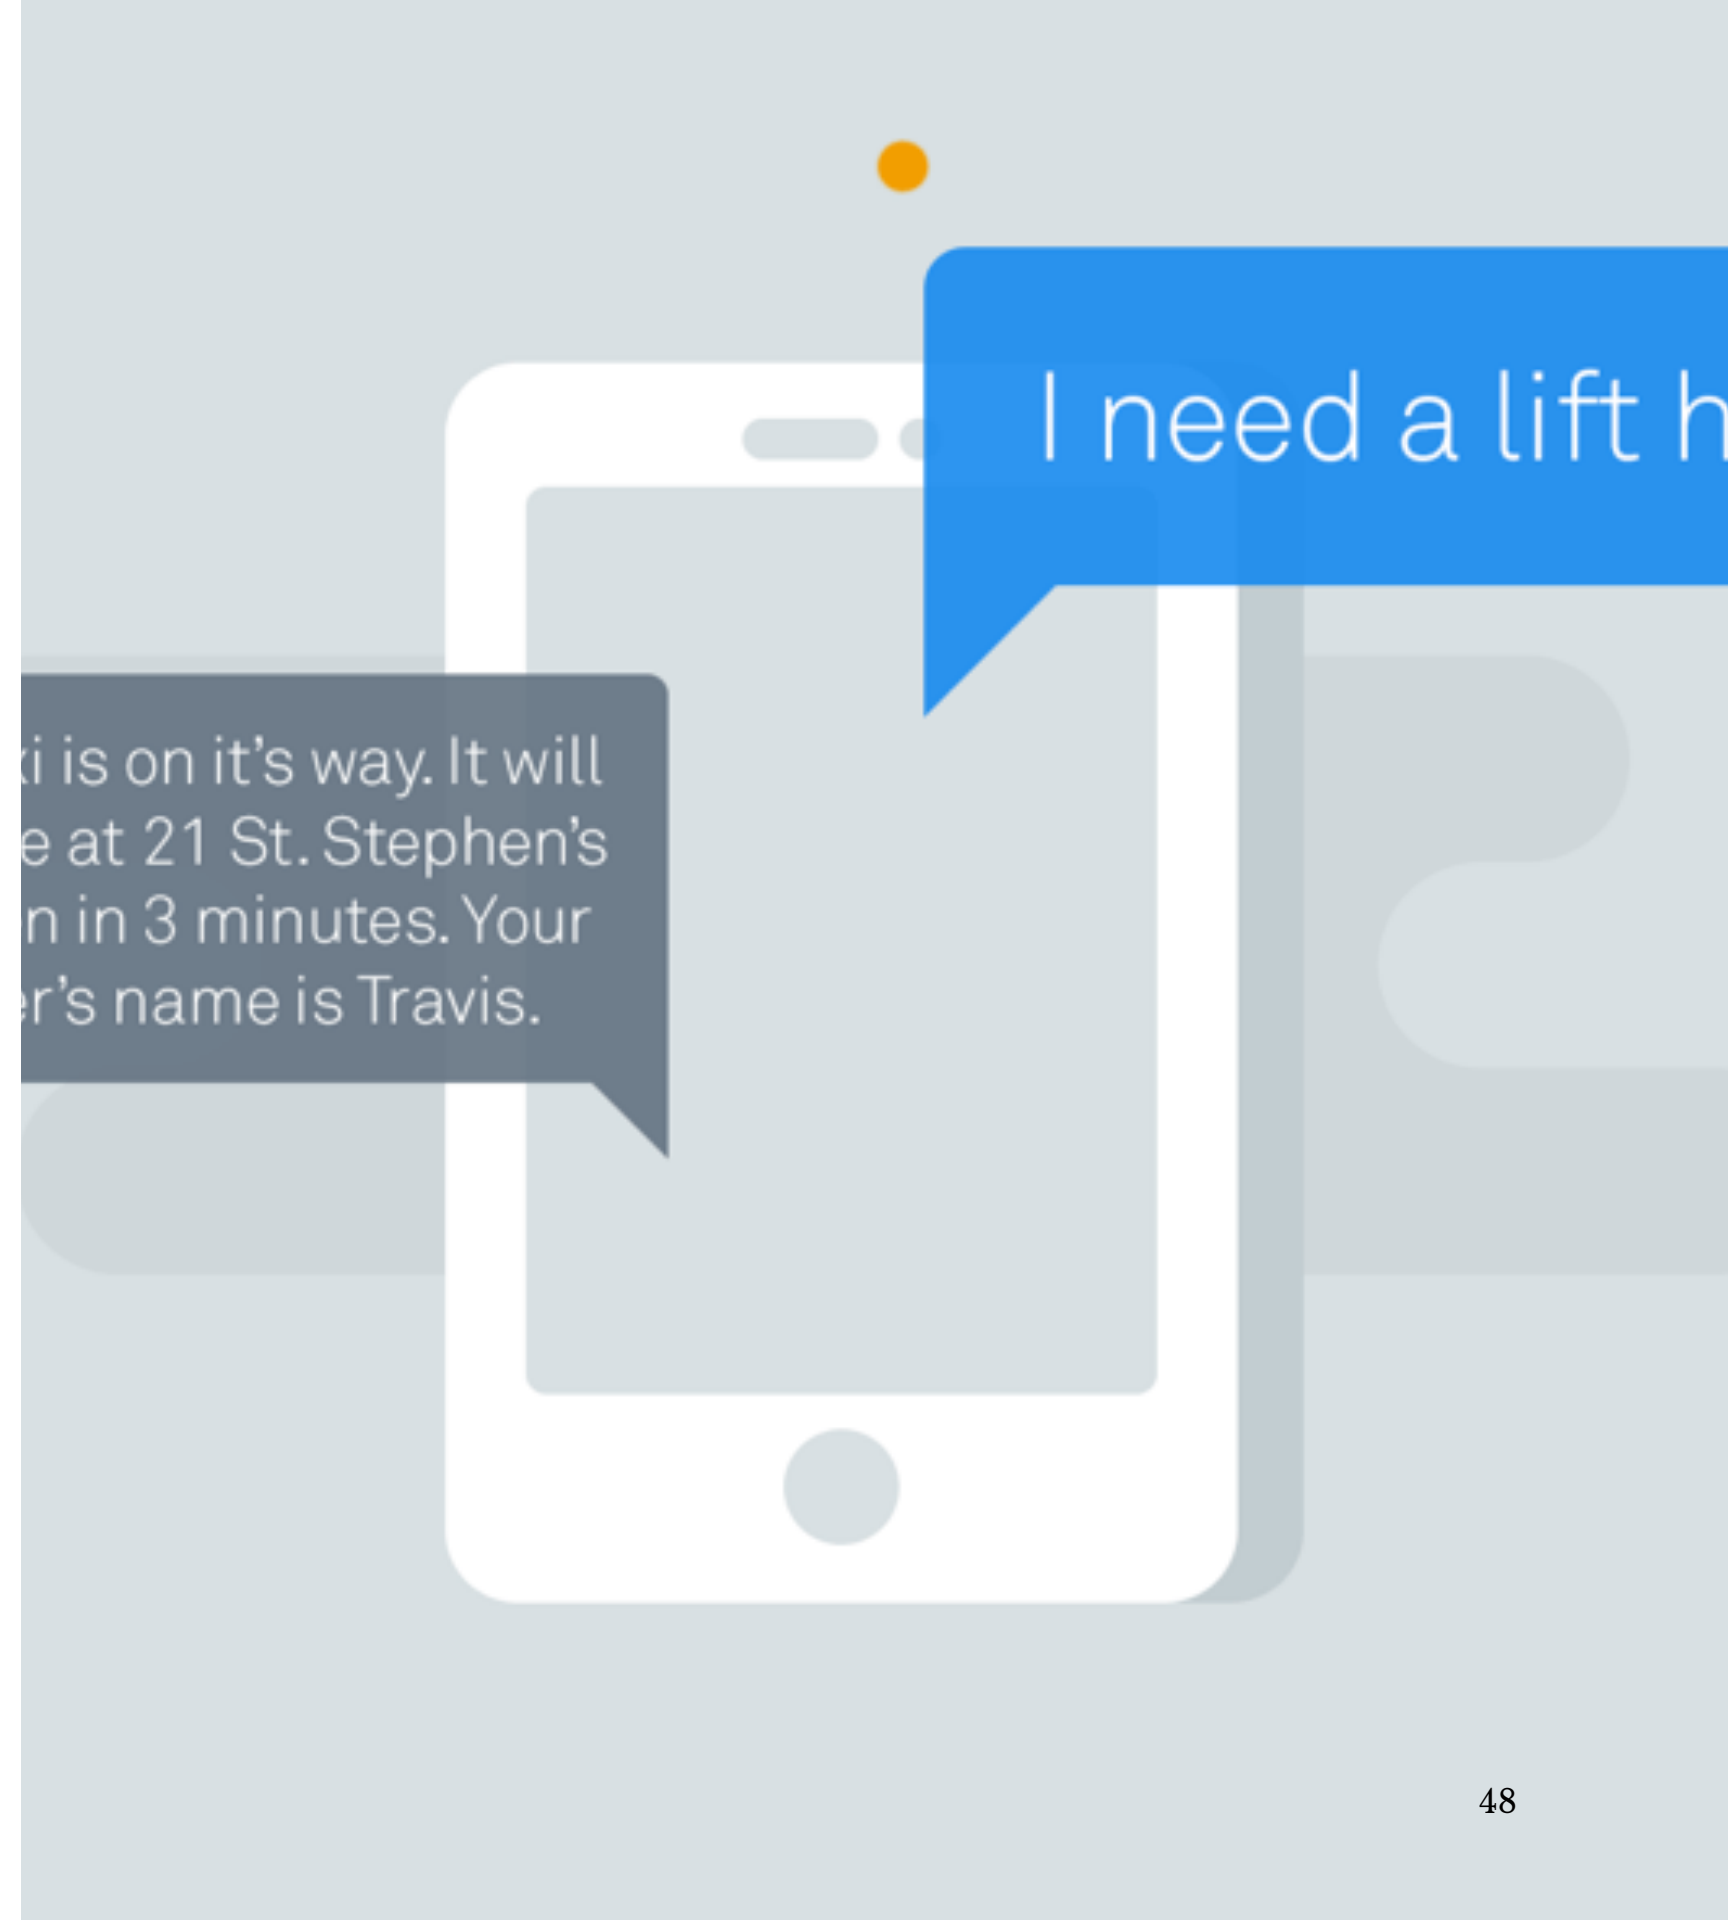 I need a lift h
i is on it’s way. It will
e at 21 St. Stephen’s
n in 3 minutes. Your
er’s name is Travis.
48